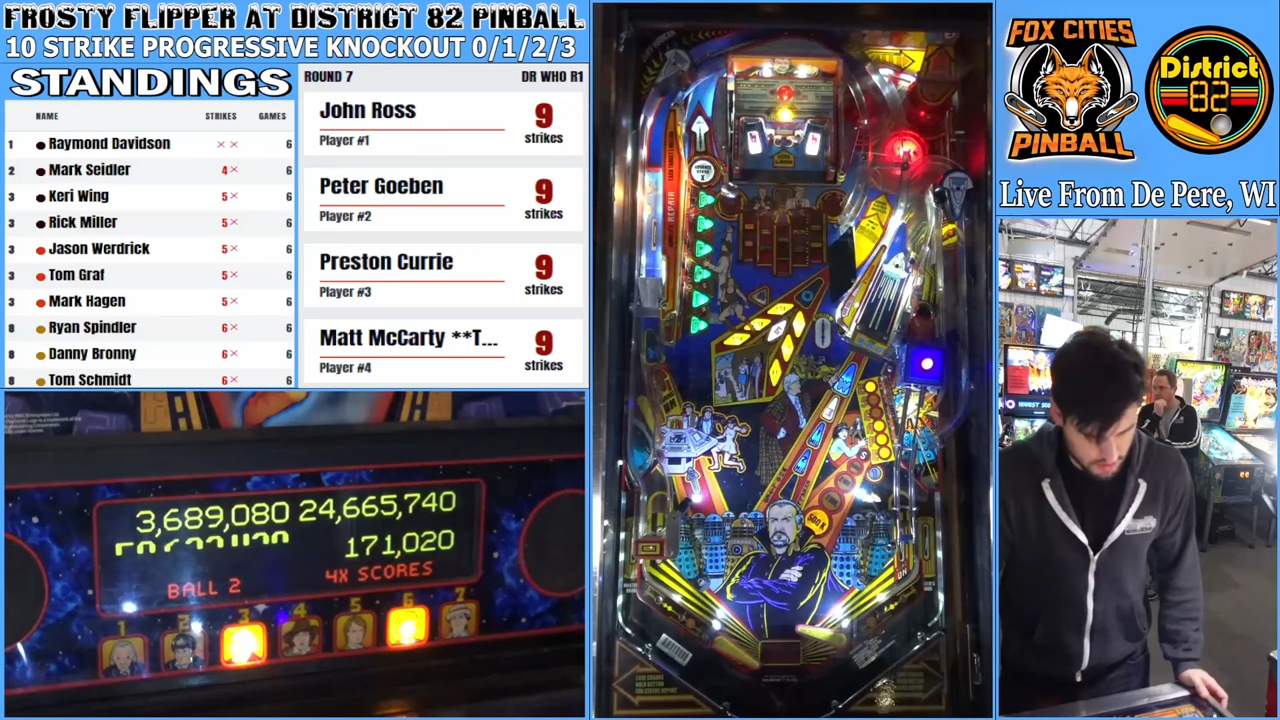 FROSTY FLIPPER AT DISTRICT 82 PINBALL
10 STRIKE PROGRESSIVE KNOCKOUT 0/1/2/3
STANDINGS
NAME STRIKES GAMES
1 Raymond Davidson ×× 6
2 Mark Seidler 4× 6
3 Keri Wing 5× 6
3 Rick Miller 5× 6
3 Jason Werdrick 5× 6
3 Tom Graf 5× 6
3 Mark Hagen 5× 6
8 Ryan Spindler 6× 6
8 Danny Bronny 6× 6
8 Tom Schmidt 6× 6
ROUND 7 DR WHO R1
John Ross 9
Player #1 strikes
Peter Goeben 9
Player #2 strikes
Preston Currie 9
Player #3 strikes
Matt McCarty **T... 9
Player #4 strikes
3,689,080 24,665,740
171,020
BALL 2 4X SCORES
1 2 3 4 5 6 7
REPAIR
500K
FOX CITIES
PINBALL
District
82
Live From De Pere, WI